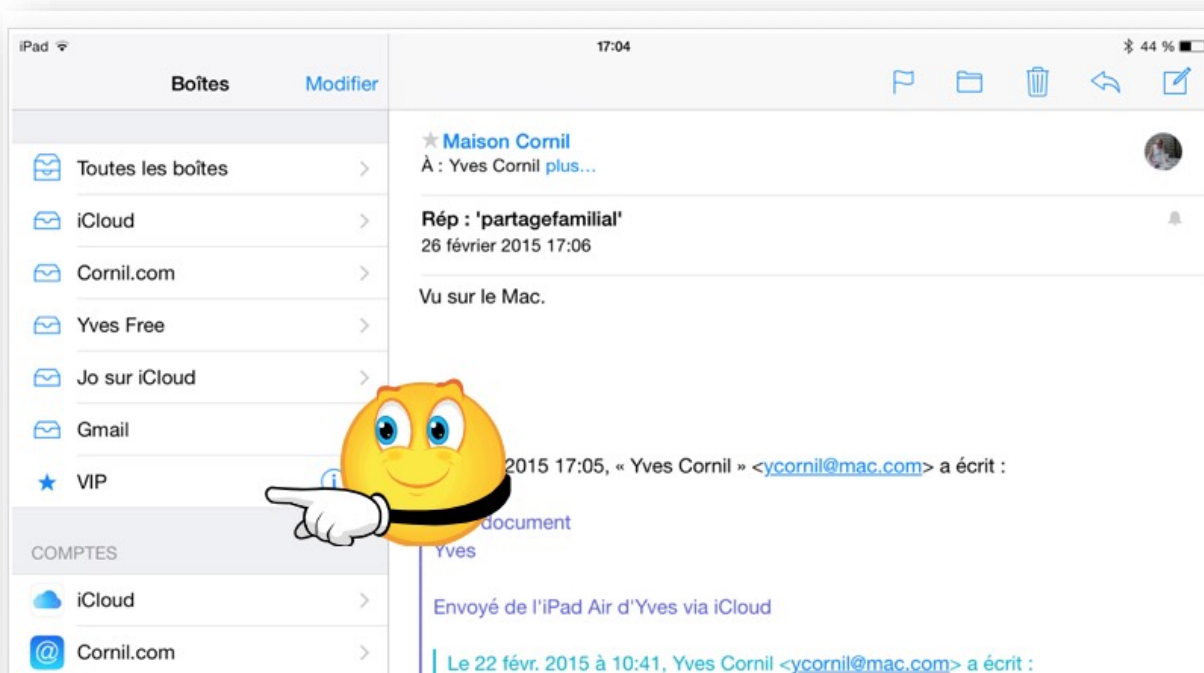 iPad 17:04 44 %
Boîtes Modifier
Toutes les boîtes
iCloud
Cornil.com
Yves Free
Jo sur iCloud
Gmail
VIP
COMPTES
iCloud
Cornil.com
Maison Cornil
À : Yves Cornil plus...
Rép : 'partagefamilial'
26 février 2015 17:06
Vu sur le Mac.
2015 17:05, « Yves Cornil » <ycornil@mac.com> a écrit :
document
Yves
Envoyé de l'iPad Air d'Yves via iCloud
Le 22 févr. 2015 à 10:41, Yves Cornil <ycornil@mac.com> a écrit :